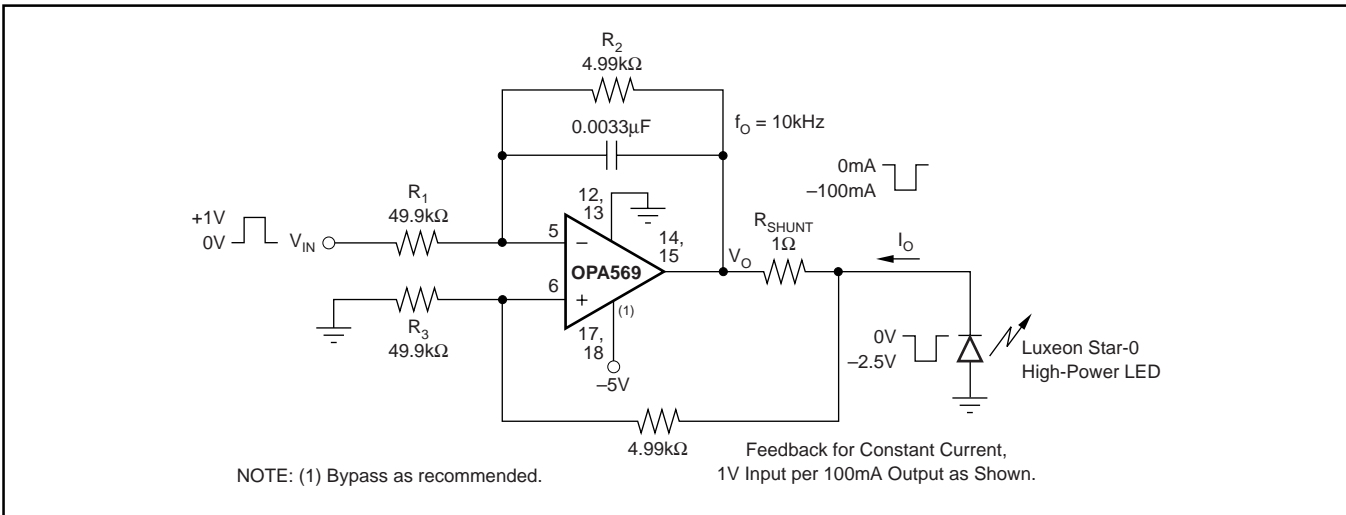 R2
4.99kΩ
0.0033μF
fO = 10kHz
0mA
–100mA
R1
49.9kΩ
12,
13
+1V
0V
VIN
5
–
14,
15
RSHUNT
1Ω
VO
IO
OPA569
6
+
(1)
R3
49.9kΩ
17,
18
–5V
0V
–2.5V
Luxeon Star-0
High-Power LED
4.99kΩ
Feedback for Constant Current,
1V Input per 100mA Output as Shown.
NOTE: (1) Bypass as recommended.